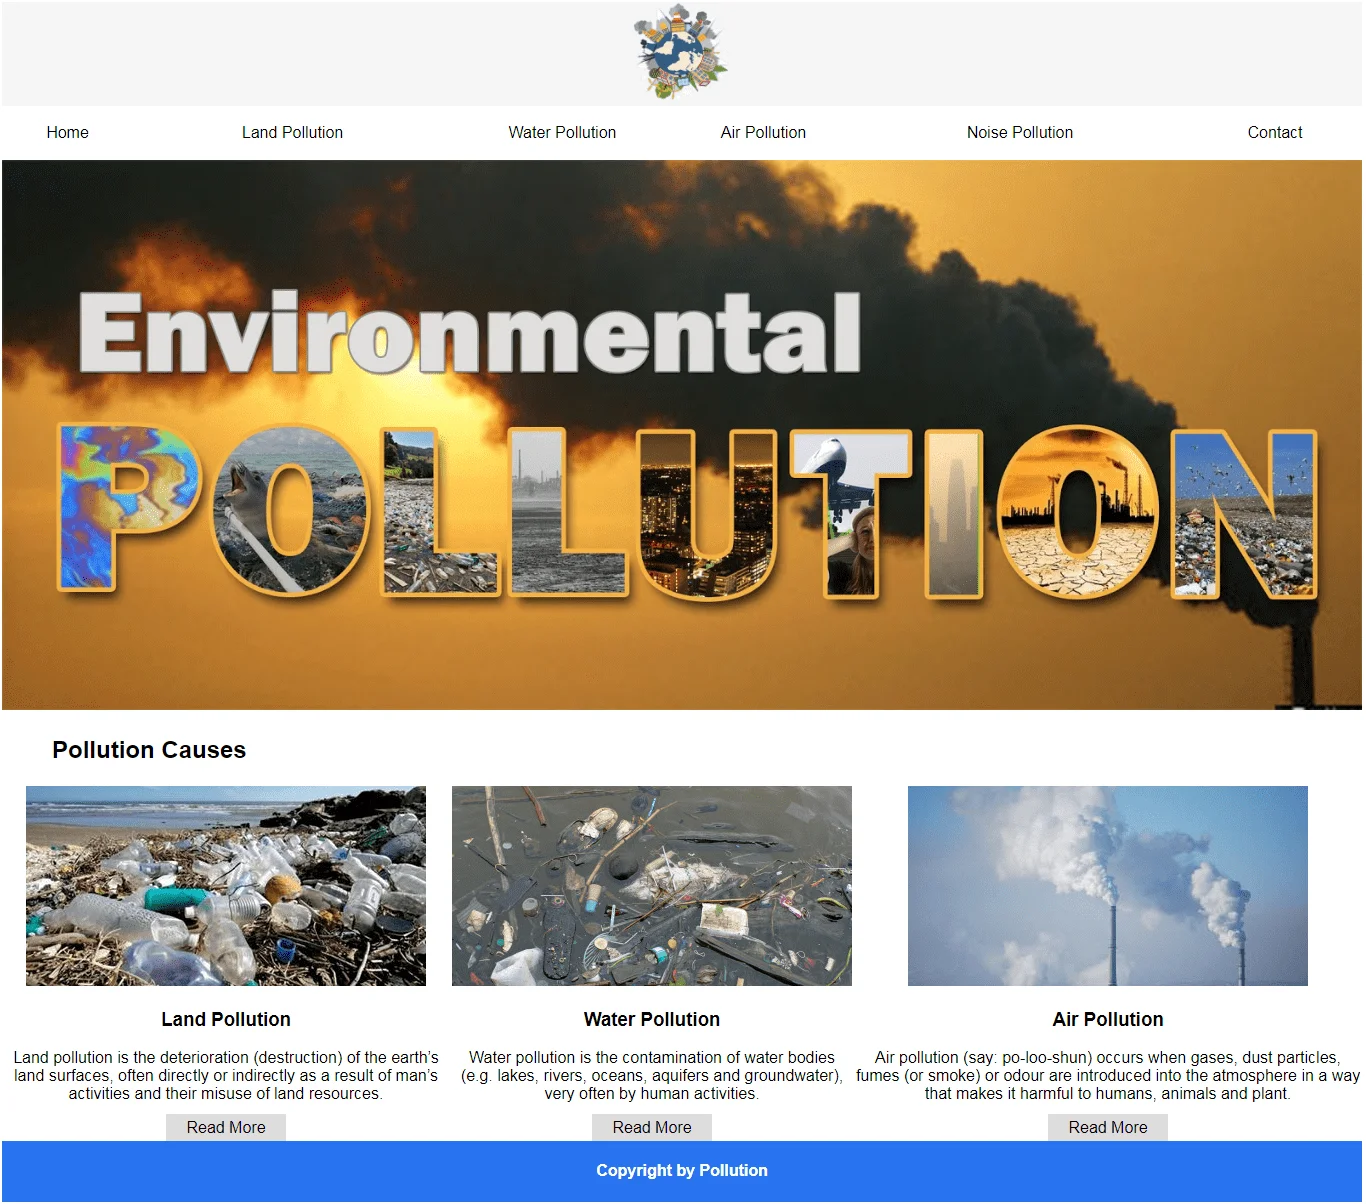 Home Land Pollution Water Pollution Air Pollution Noise Pollution Contact
Environmental
POLLUTION
Pollution Causes
Land Pollution
Land pollution is the deterioration (destruction) of the earth’s
land surfaces, often directly or indirectly as a result of man’s
activities and their misuse of land resources.
Read More
Water Pollution
Water pollution is the contamination of water bodies
(e.g. lakes, rivers, oceans, aquifers and groundwater),
very often by human activities.
Read More
Air Pollution
Air pollution (say: po-loo-shun) occurs when gases, dust particles,
fumes (or smoke) or odour are introduced into the atmosphere in a way
that makes it harmful to humans, animals and plant.
Read More
Copyright by Pollution